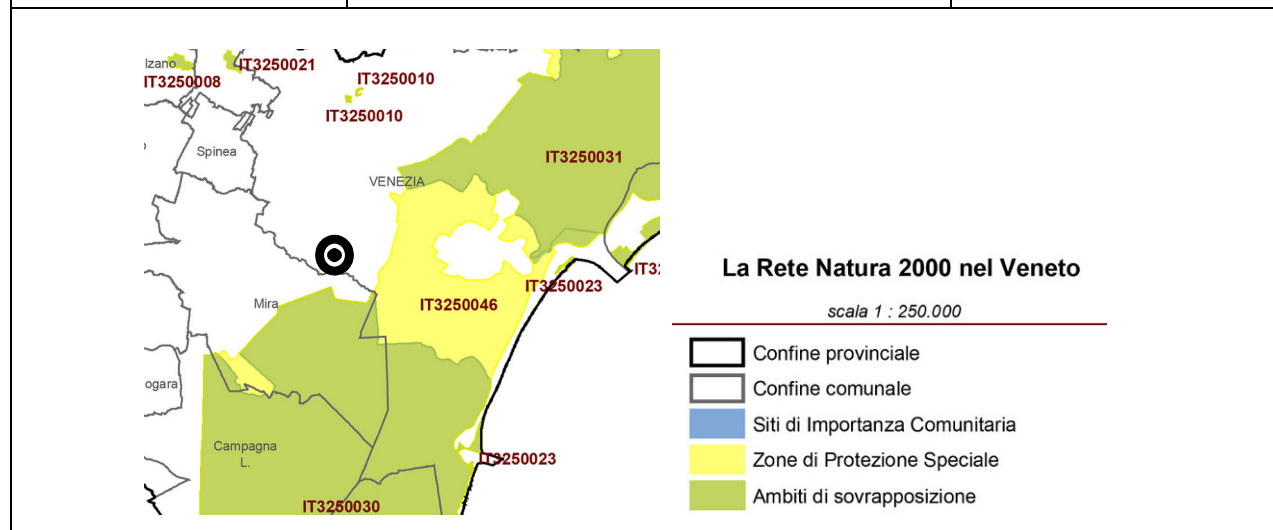 lzano
IT3250008
IT3250021
IT3250010
IT3250010
Spinea
VENEZIA
IT3250031
IT32
IT3250023
IT3250046
Mira
ogara
Campagna
L.
IT3250023
IT3250030
La Rete Natura 2000 nel Veneto
scala 1 : 250.000
Confine provinciale
Confine comunale
Siti di Importanza Comunitaria
Zone di Protezione Speciale
Ambiti di sovrapposizione